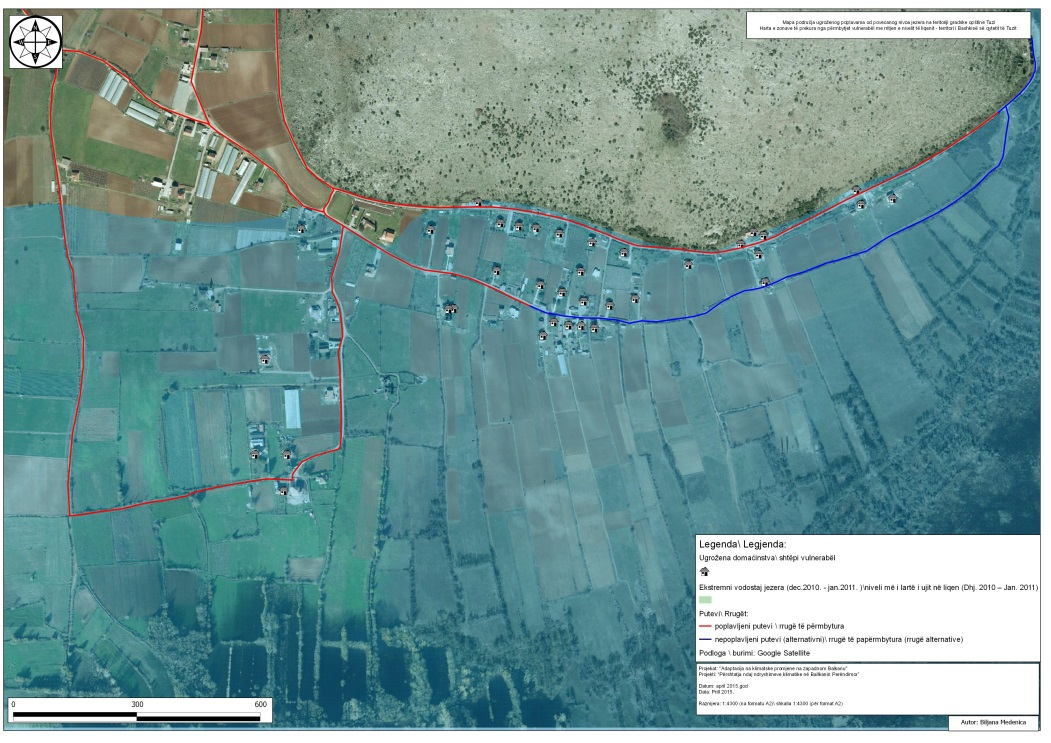 Mapa područja ugroženog poplavama od povećanog nivoa jezera na teritoriji gradske opštine Tuzi
Harta e zonave të prekura nga përmbytjet vulnerabël me rritjen e nivelit të liqenit - territori i Bashkisë së qytetit të Tuzit
Legenda\ Legjenda:
Ugrožena domaćinstva\ shtëpi vulnerabël
Ekstremni vodostaj jezera (dec.2010. - jan.2011. )\niveli më i lartë i ujit në liqen (Dhj. 2010 – Jan. 2011)
Putevi\ Rrugët:
poplavljeni putevi \ rrugë të përmbytura
nepoplavljeni putevi (alternativni)\ rrugë të papërmbytura (rrugë alternative)
Podloga \ burimi: Google Satellite
Projekat: "Adaptacija na klimatske promjene na zapadnom Balkanu"
Projekti: "Përshtatja ndaj ndryshimeve klimatike në Ballkanin Perëndimor"
Datum: april 2015.god
Data: Prill 2015.
Razmjera: 1:4300 (na formatu A2)\ shkalla 1:4300 (për format A2)
0 300 600
Autor: Biljana Medenica